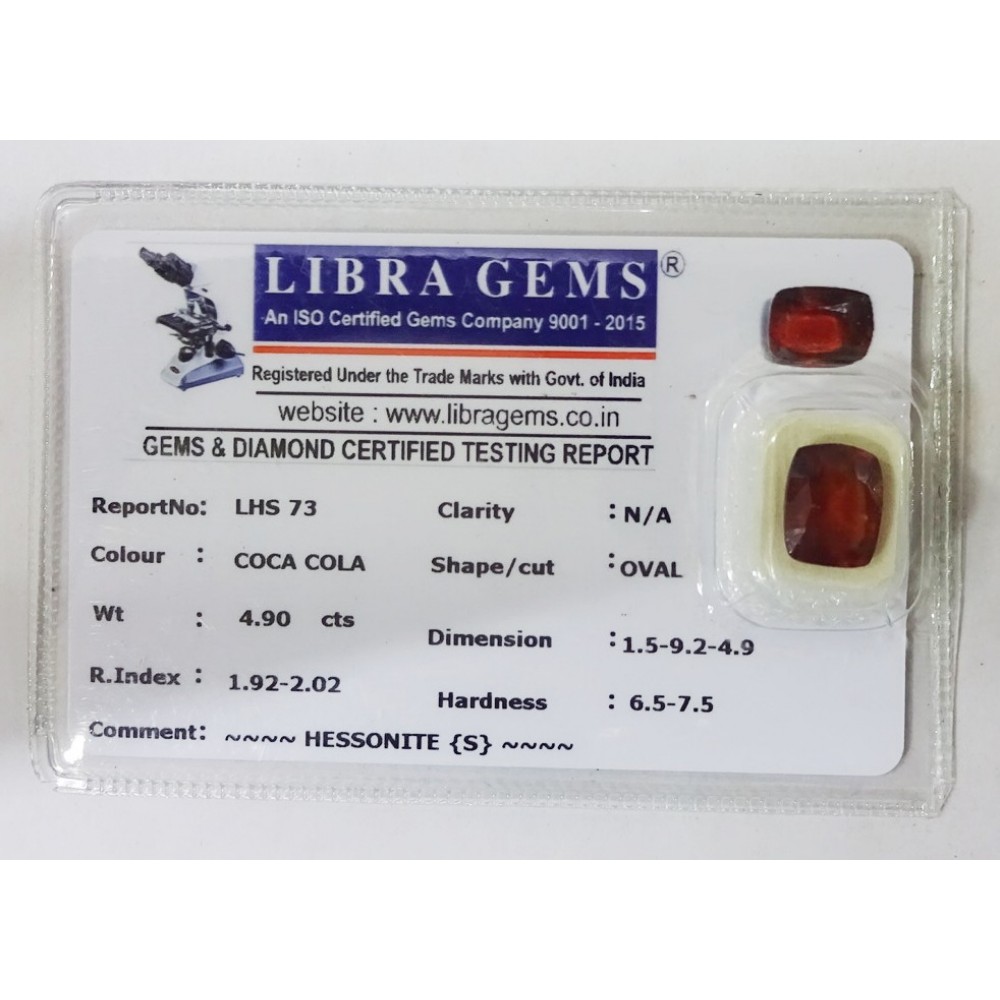 LIBRA GEMS ®
An ISO Certified Gems Company 9001 - 2015
Registered Under the Trade Marks with Govt. of India
website : www.libragems.co.in
GEMS & DIAMOND CERTIFIED TESTING REPORT
ReportNo: LHS 73 Clarity : N/A
Colour : COCA COLA Shape/cut : OVAL
Wt : 4.90 cts Dimension : 1.5-9.2-4.9
R.Index : 1.92-2.02 Hardness : 6.5-7.5
Comment: ~~~~ HESSONITE {S} ~~~~